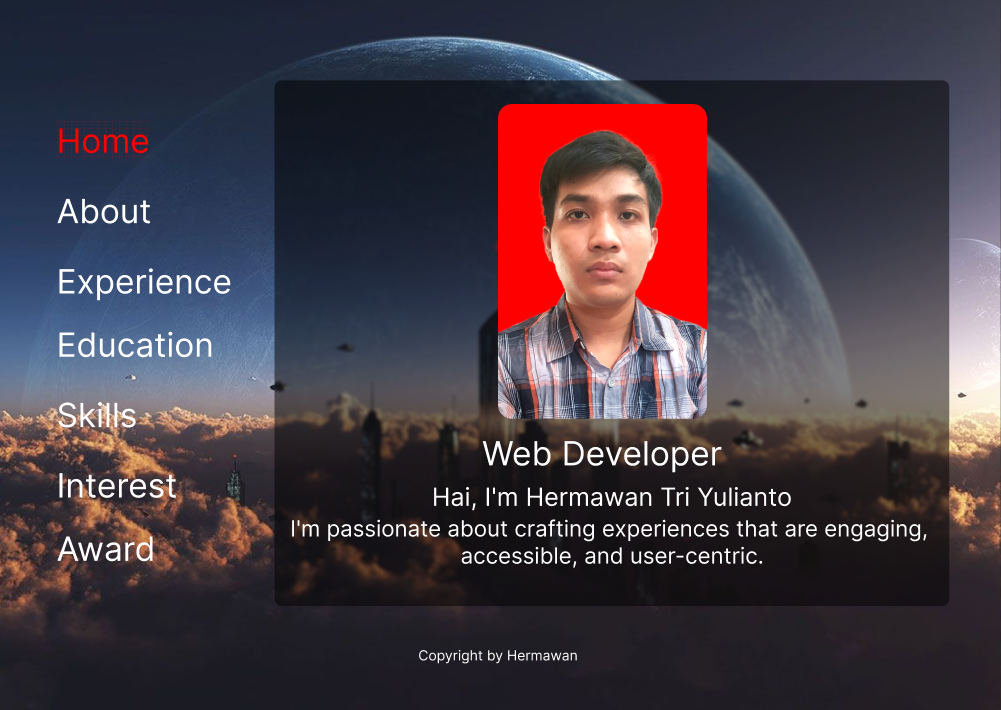 Home
About
Experience
Education
Skills
Interest
Award
Web Developer
Hai, I'm Hermawan Tri Yulianto
I'm passionate about crafting experiences that are engaging,
accessible, and user-centric.
Copyright by Hermawan